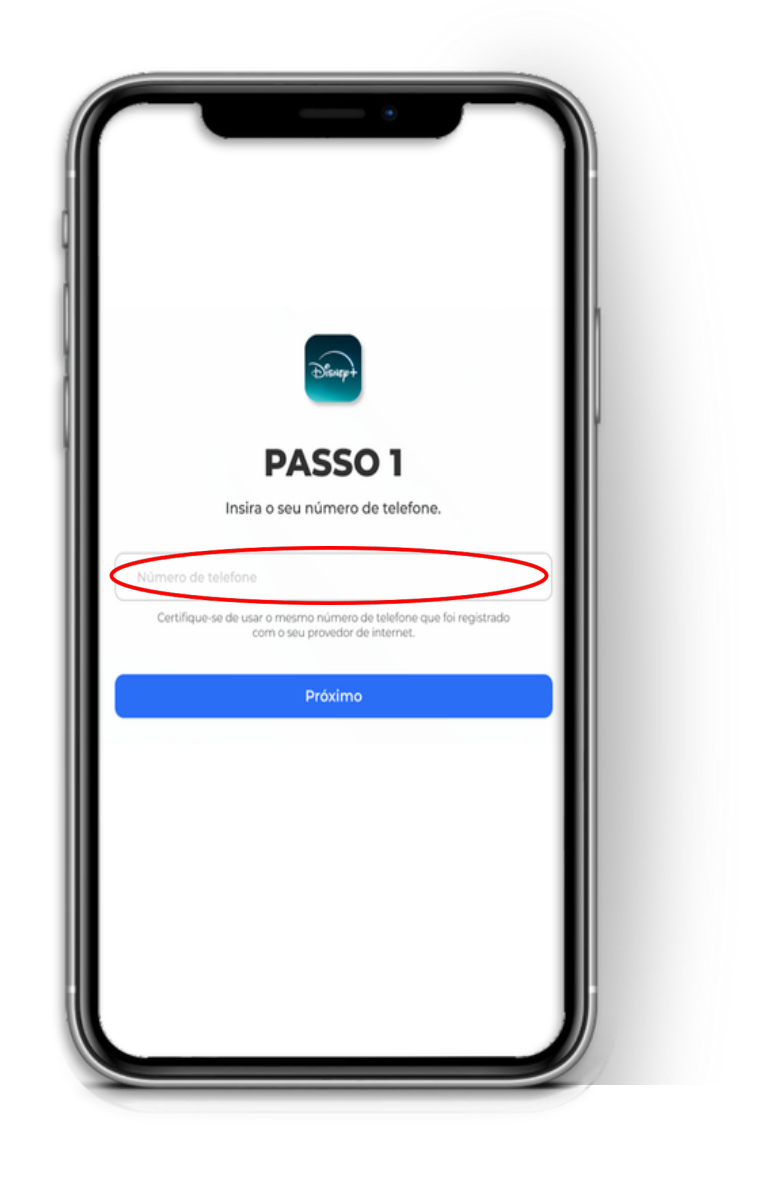 Disney+
PASSO 1
Insira o seu número de telefone.
Número de telefone
Certifique-se de usar o mesmo número de telefone que foi registrado
com o seu provedor de internet.
Próximo